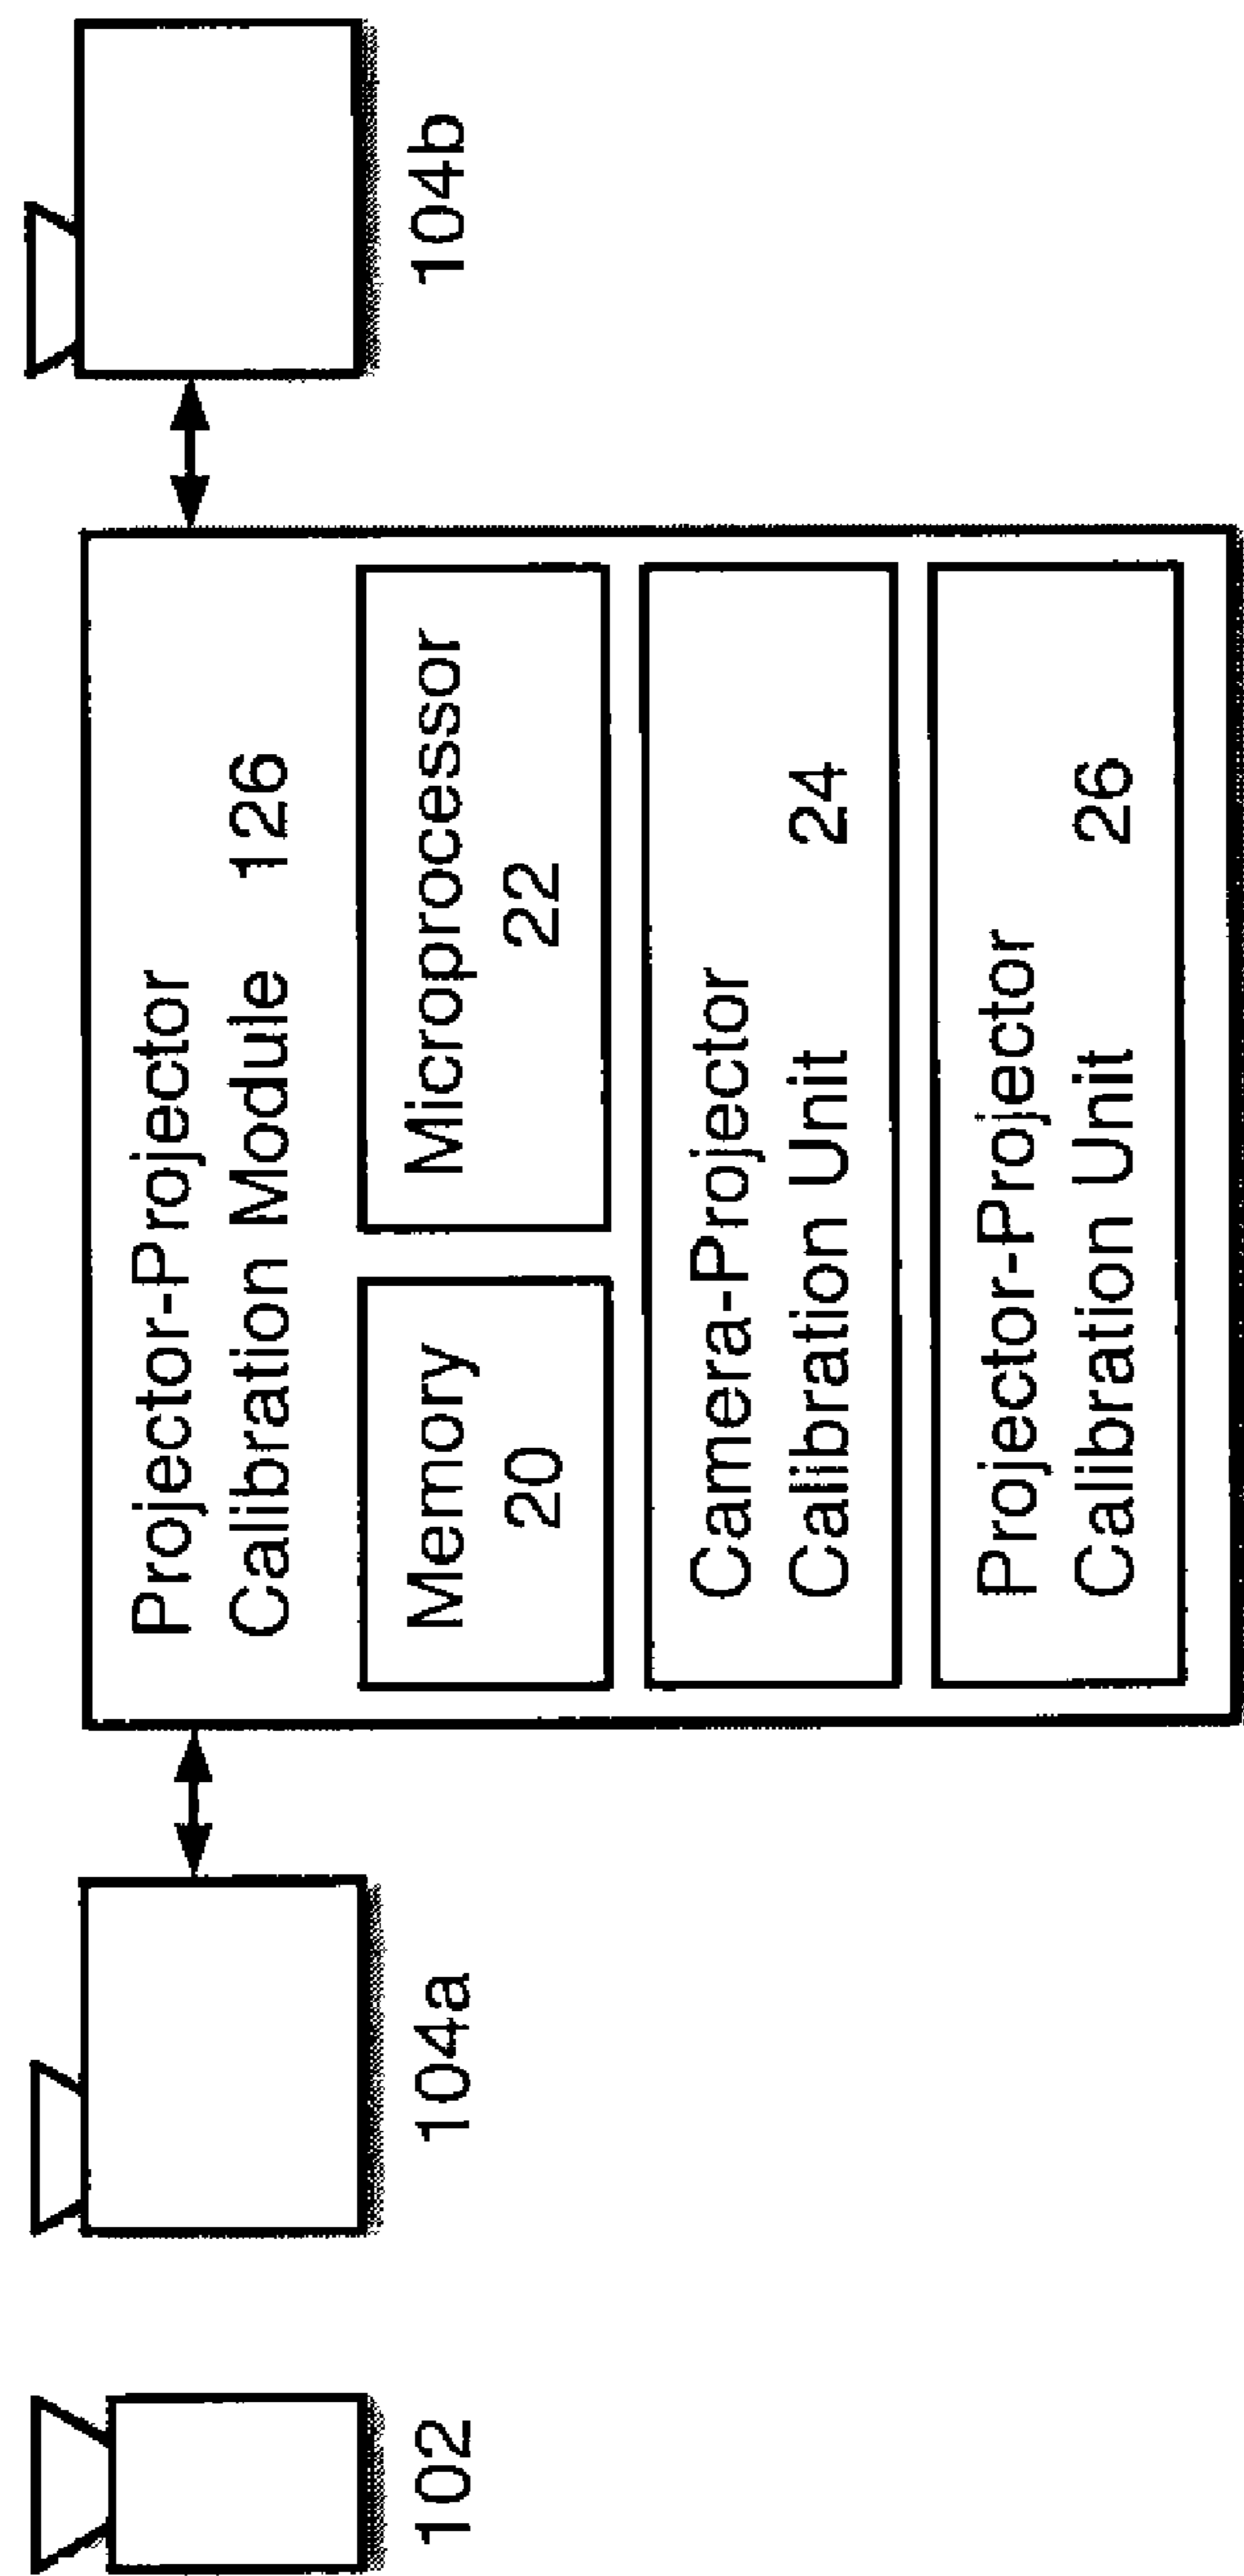 Projector-Projector
Calibration Module 126
Memory
20
Microprocessor
22
Camera-Projector
Calibration Unit 24
Projector-Projector
Calibration Unit 26
102
104a
104b